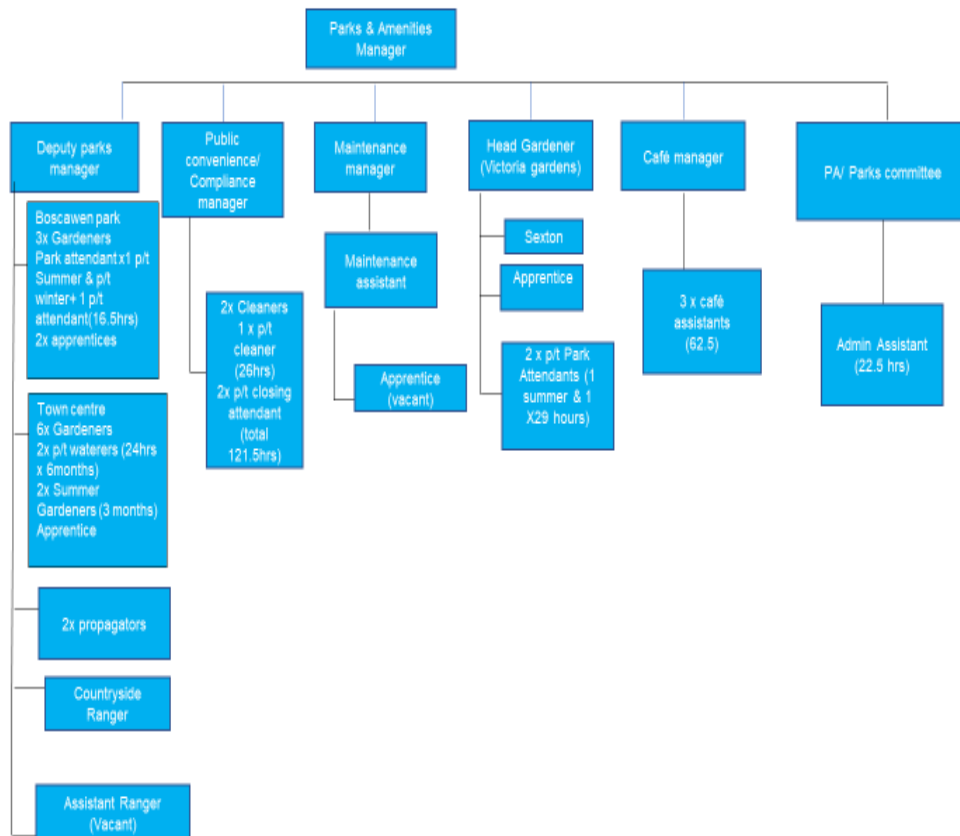 Parks & Amenities
Manager
Deputy parks
manager
Public
convenience/
Compliance
manager
Maintenance
manager
Head Gardener
(Victoria gardens)
Café manager
PA/ Parks committee
Boscawen park
3x Gardeners
Park attendant x1 p/t
Summer & p/t
winter+ 1 p/t
attendant(16.5hrs)
2x apprentices
Town centre
6x Gardeners
2x p/t waterers (24hrs
x 6months)
2x Summer
Gardeners (3 months)
Apprentice
2x propagators
Countryside
Ranger
Assistant Ranger
(Vacant)
2x Cleaners
1 x p/t
cleaner
(26hrs)
2x p/t closing
attendant
(total
121.5hrs)
Maintenance
assistant
Apprentice
(vacant)
Sexton
Apprentice
2 x p/t Park
Attendants (1
summer & 1
X29 hours)
3 x café
assistants
(62.5)
Admin Assistant
(22.5 hrs)